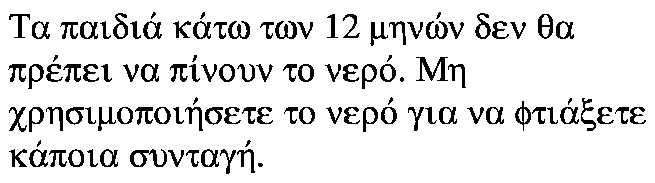 Τα παιδιά κάτω των 12 μηνών δεν θα
πρέπει να πίνουν το νερό. Μη
χρησιμοποιήσετε το νερό για να φτιάξετε
κάποια συνταγή.